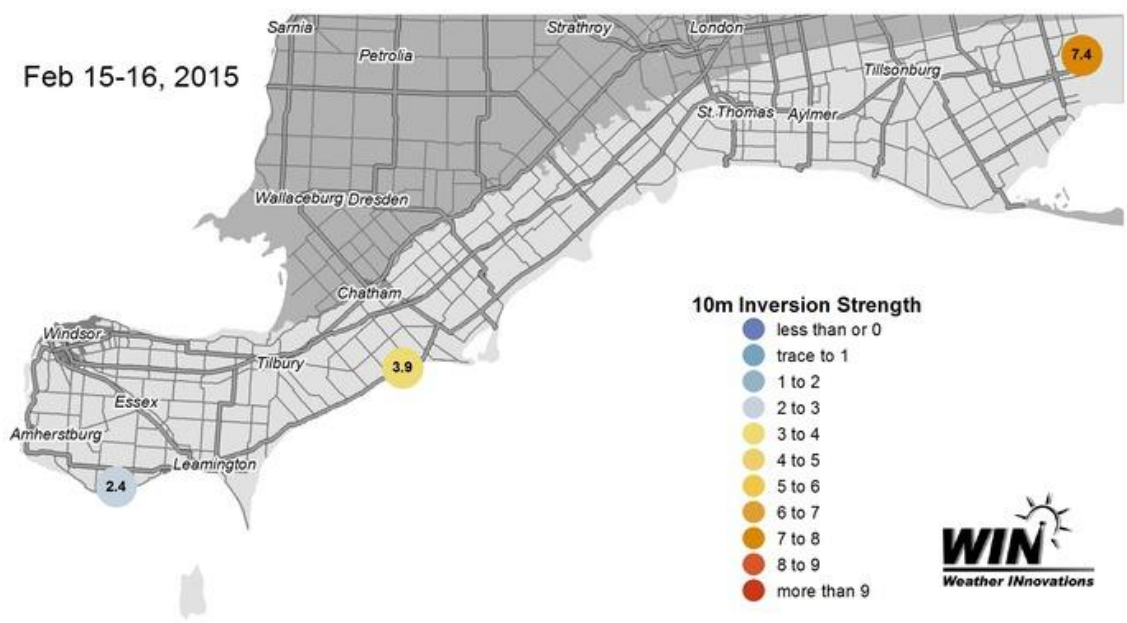 Sarnia
Strathroy
London
Petrolia
7.4
Feb 15-16, 2015
Tillsonburg
St.Thomas
Aylmer
Wallaceburg
Dresden
Chatham
10m Inversion Strength
less than or 0
Windsor
trace to 1
Tilbury
3.9
1 to 2
Essex
2 to 3
Amherstburg
3 to 4
Leamington
4 to 5
2.4
5 to 6
6 to 7
7 to 8
8 to 9
more than 9
WIN
Weather INnovations